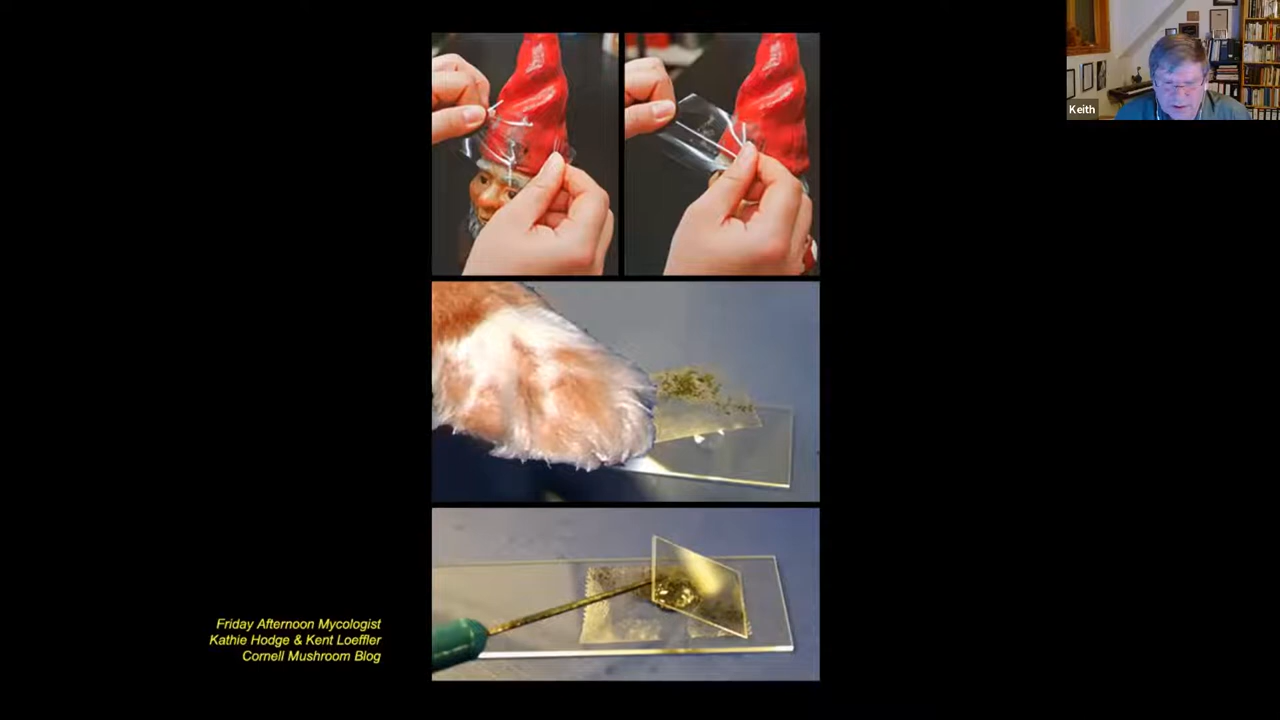 Keith
Friday Afternoon Mycologist
Kathie Hodge & Kent Loeffler
Cornell Mushroom Blog